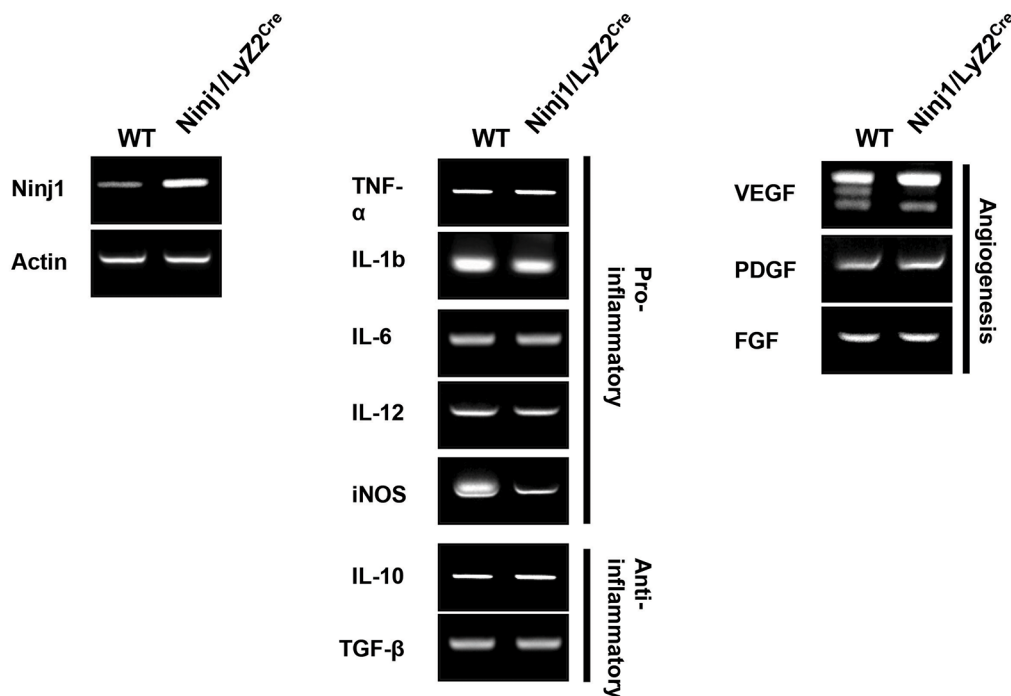 WT
Ninj1/LyZ2Cre
Ninj1
Actin
WT
Ninj1/LyZ2Cre
TNF-
α
IL-1b
IL-6
IL-12
iNOS
Pro-
inflammatory
IL-10
TGF-β
Anti-
inflammatory
WT
Ninj1/LyZ2Cre
VEGF
PDGF
FGF
Angiogenesis